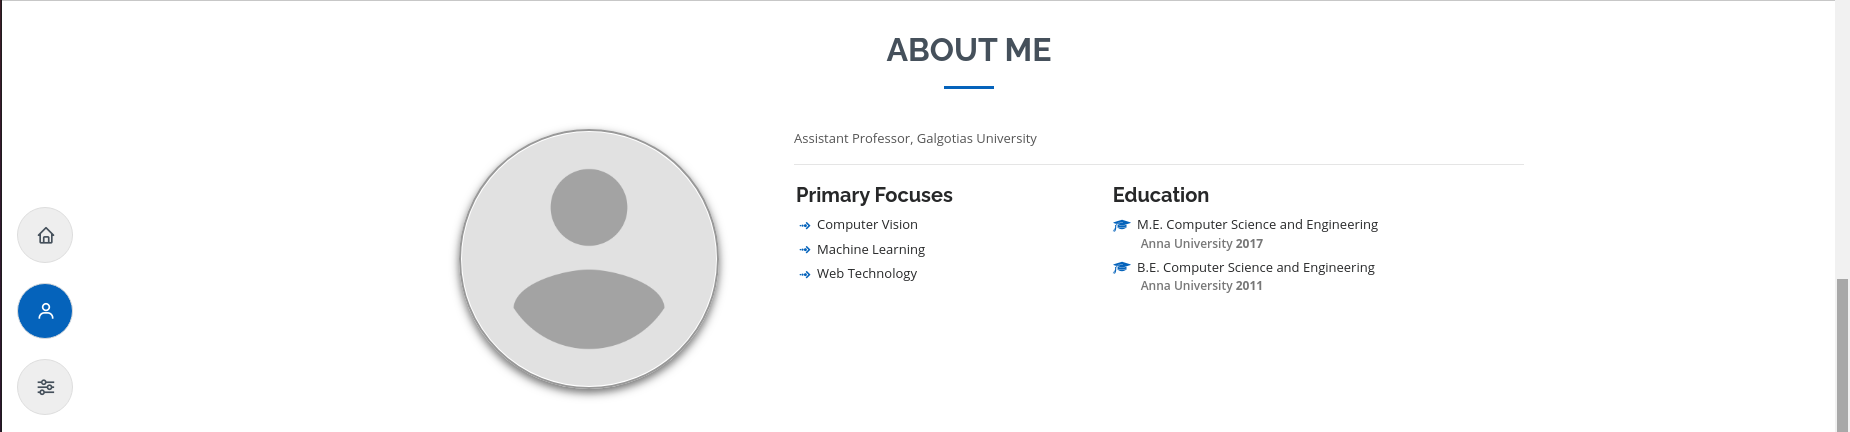 ABOUT ME
Assistant Professor, Galgotias University
Primary Focuses
Computer Vision
Machine Learning
Web Technology
Education
M.E. Computer Science and Engineering
Anna University 2017
B.E. Computer Science and Engineering
Anna University 2011